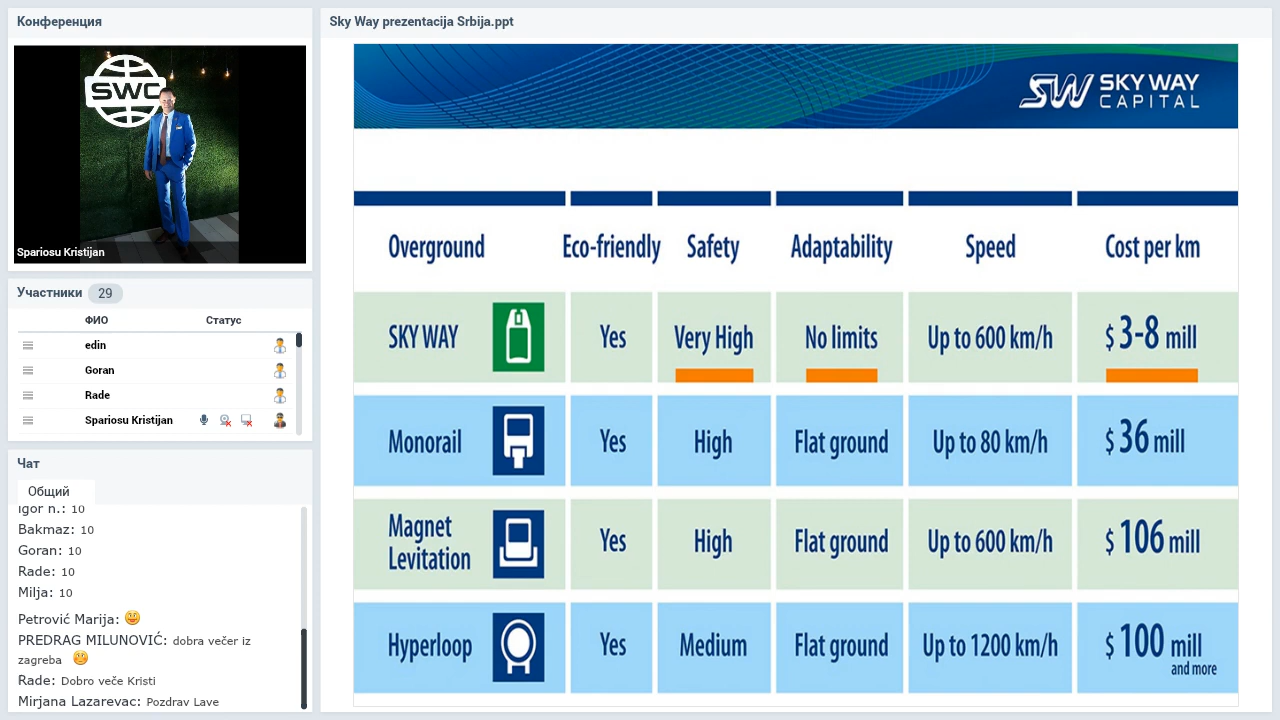 Конференция
SWC
Spariosu Kristijan
Участники 29
ФИО Статус
edin
Goran
Rade
Spariosu Kristijan
Чат
Общий
igor n.: 10
Bakmaz: 10
Goran: 10
Rade: 10
Milja: 10
Petrović Marija:
PREDRAG MILUNOVIĆ: dobra večer iz
zagreba
Rade: Dobro veče Kristi
Mirjana Lazarevac: Pozdrav Lave
Sky Way prezentacija Srbija.ppt
SW SKY WAY
CAPITAL
Overground Eco-friendly Safety Adaptability Speed Cost per km
SKY WAY Yes Very High No limits Up to 600 km/h $ 3-8 mill
Monorail Yes High Flat ground Up to 80 km/h $ 36 mill
Magnet
Levitation Yes High Flat ground Up to 600 km/h $ 106 mill
Hyperloop Yes Medium Flat ground Up to 1200 km/h $ 100 mill
and more